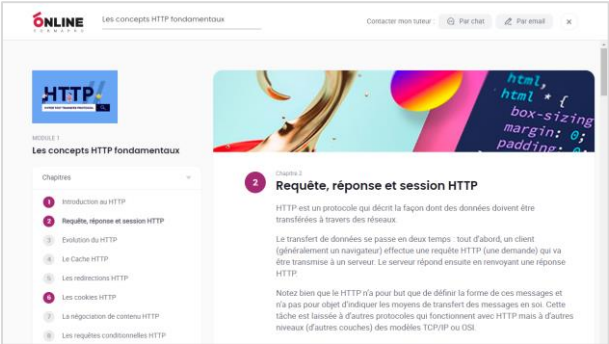 ONLINE
FORMAPRO
Les concepts HTTP fondamentaux
Contacter mon tuteur :
Par chat
Par email
×
HTTP://
HYPER TEXT TRANSFER PROTOCOL
MODULE 1
Les concepts HTTP fondamentaux
Chapitres
1 Introduction au HTTP
2 Requête, réponse et session HTTP
3 Évolution du HTTP
4 Le Cache HTTP
5 Les redirections HTTP
6 Les cookies HTTP
7 La négociation de contenu HTTP
8 Les requêtes conditionnelles HTTP
html,
html * {
box-sizing
margin: 0;
padding: 0;
2
Chapitre 2
Requête, réponse et session HTTP
HTTP est un protocole qui décrit la façon dont des données doivent être
transférées à travers des réseaux.
Le transfert de données se passe en deux temps : tout d'abord, un client
(généralement un navigateur) effectue une requête HTTP (une demande) qui va
être transmise à un serveur. Le serveur répond ensuite en renvoyant une réponse
HTTP.
Notez bien que le HTTP n'a pour but que de définir la forme de ces messages et
n'a pas pour objet d'indiquer les moyens de transfert des messages en soi. Cette
tâche est laissée à d'autres protocoles qui fonctionnent avec HTTP mais à d'autres
niveaux (d'autres couches) des modèles TCP/IP ou OSI.